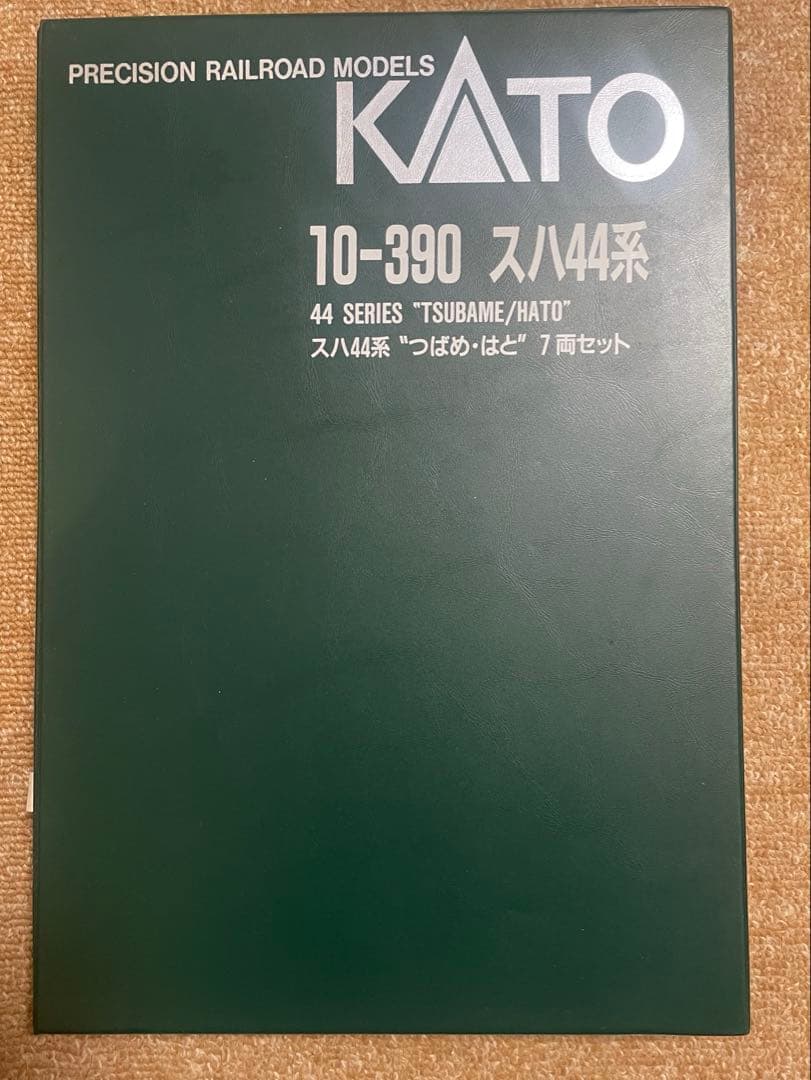 PRECISION RAILROAD MODELS
KATO
10-390 スハ44系
44 SERIES "TSUBAME/HATO"
スハ44系 "つばめ・はと" 7両セット